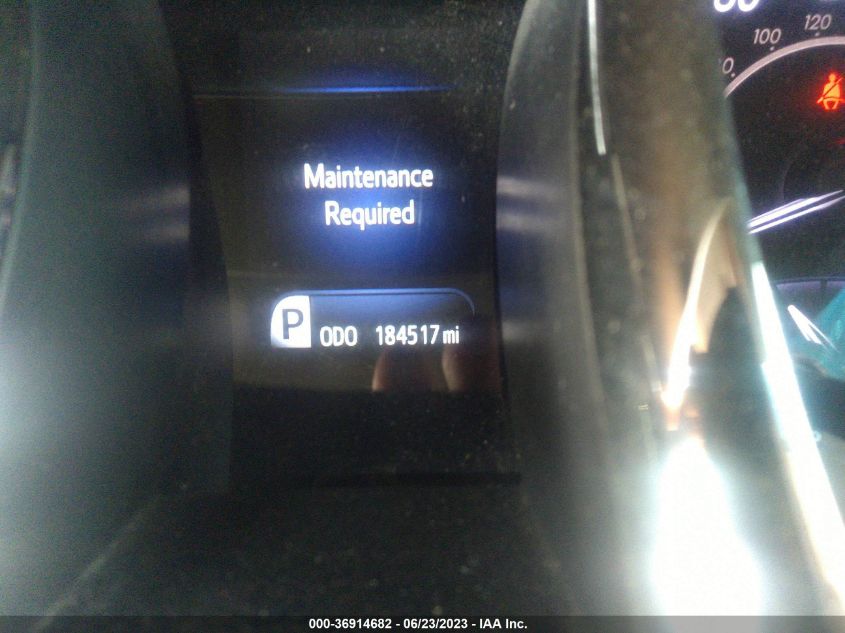 100 120
Maintenance
Required
P ODO 184517 mi
000-36914682 - 06/23/2023 - IAA Inc.